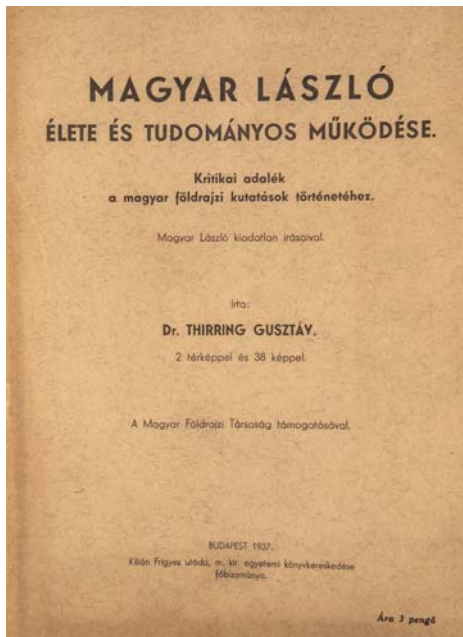 MAGYAR LÁSZLÓ
ÉLETE ÉS TUDOMÁNYOS MŰKÖDÉSE.
Kritikai adalék
a magyar földrajzi kutatások történetéhez.
Magyar László kiadatlan irásaival.
Irta:
Dr. THIRRING GUSZTÁV.
2 térképpel és 38 képpel.
A Magyar Földrajzi Társaság támogatásával.
BUDAPEST 1937.
Kilián Frigyes utóda, m. kir. egyetemi könyvkereskedése
főbizománya.
Ára 3 pengő